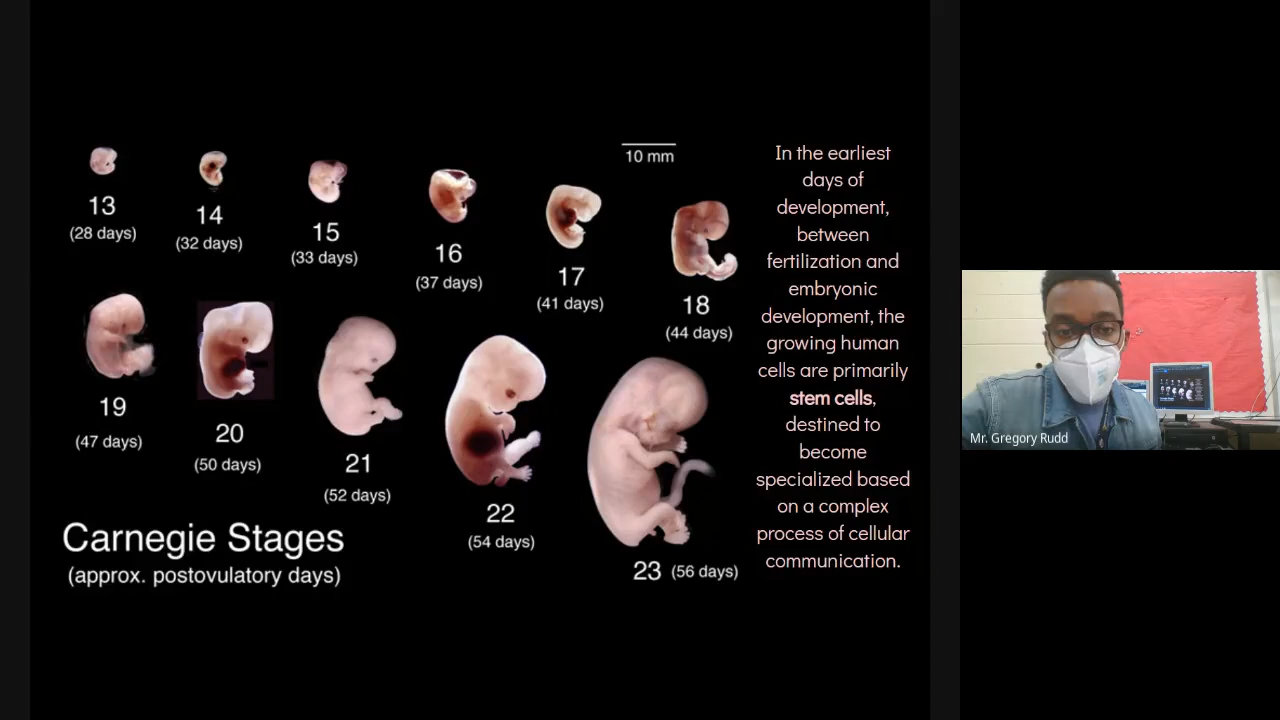 10 mm
13
(28 days)
14
(32 days)
15
(33 days)
16
(37 days)
17
(41 days)
18
(44 days)
19
(47 days)
20
(50 days)
21
(52 days)
22
(54 days)
23 (56 days)
Carnegie Stages
(approx. postovulatory days)
In the earliest
days of
development,
between
fertilization and
embryonic
development, the
growing human
cells are primarily
stem cells,
destined to
become
specialized based
on a complex
process of cellular
communication.
Mr. Gregory Rudd